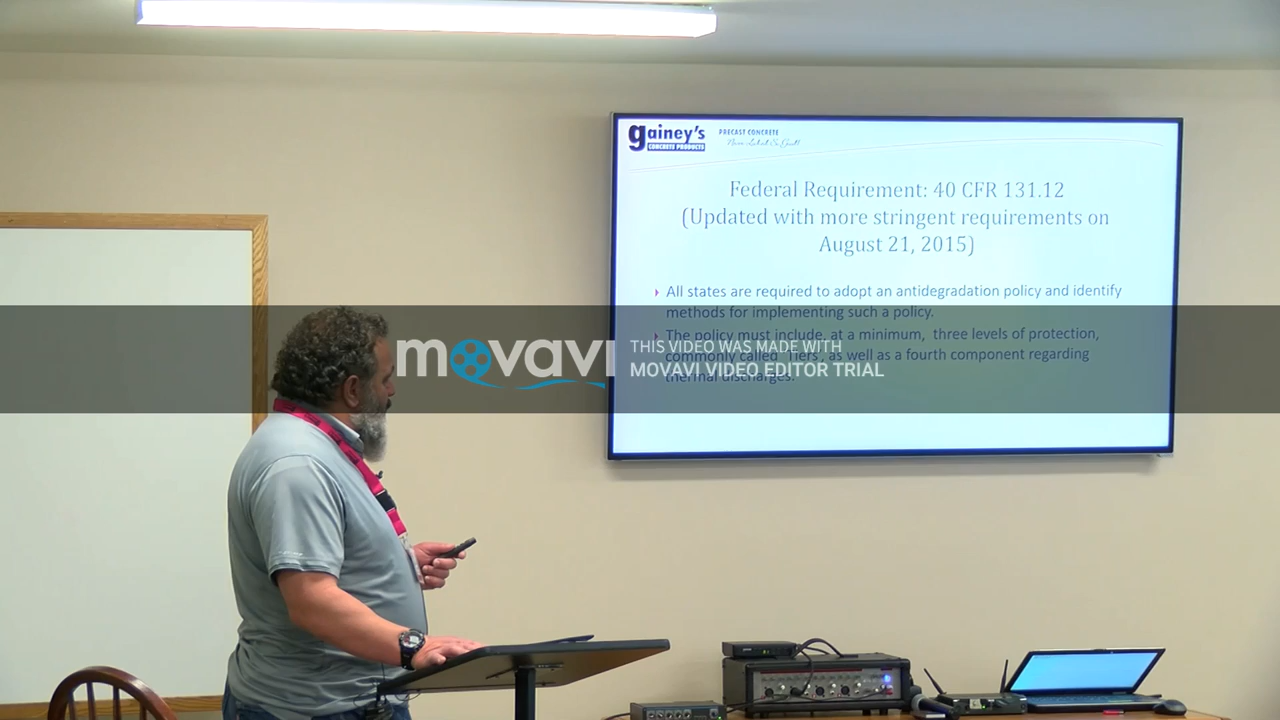 gainey's
CONCRETE PRODUCTS
PRECAST CONCRETE
Federal Requirement: 40 CFR 131.12
(Updated with more stringent requirements on
August 21, 2015)
All states are required to adopt an antidegradation policy and identify
methods for implementing such a policy.
The policy must include, at a minimum, three levels of protection,
commonly called "Tiers", as well as a fourth component regarding
thermal discharges.
movavi
THIS VIDEO WAS MADE WITH
MOVAVI VIDEO EDITOR TRIAL